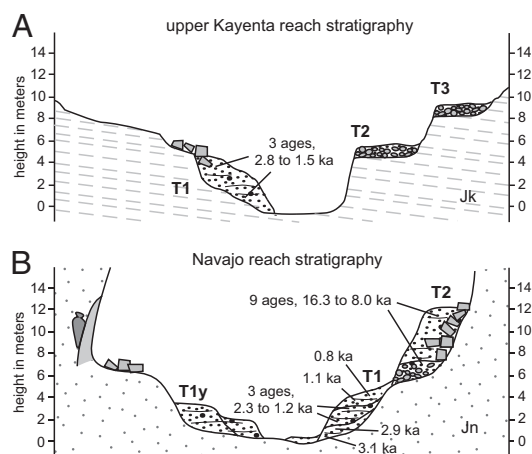 A
upper Kayenta reach stratigraphy
height in meters
14
12
10
8
6
4
2
0
T1
3 ages,
2.8 to 1.5 ka
T2
T3
Jk
14
12
10
8
6
4
2
0
B
Navajo reach stratigraphy
height in meters
14
12
10
8
6
4
2
0
T1y
9 ages, 16.3 to 8.0 ka
T2
0.8 ka
1.1 ka
T1
3 ages,
2.3 to 1.2 ka
2.9 ka
3.1 ka
Jn
14
12
10
8
6
4
2
0